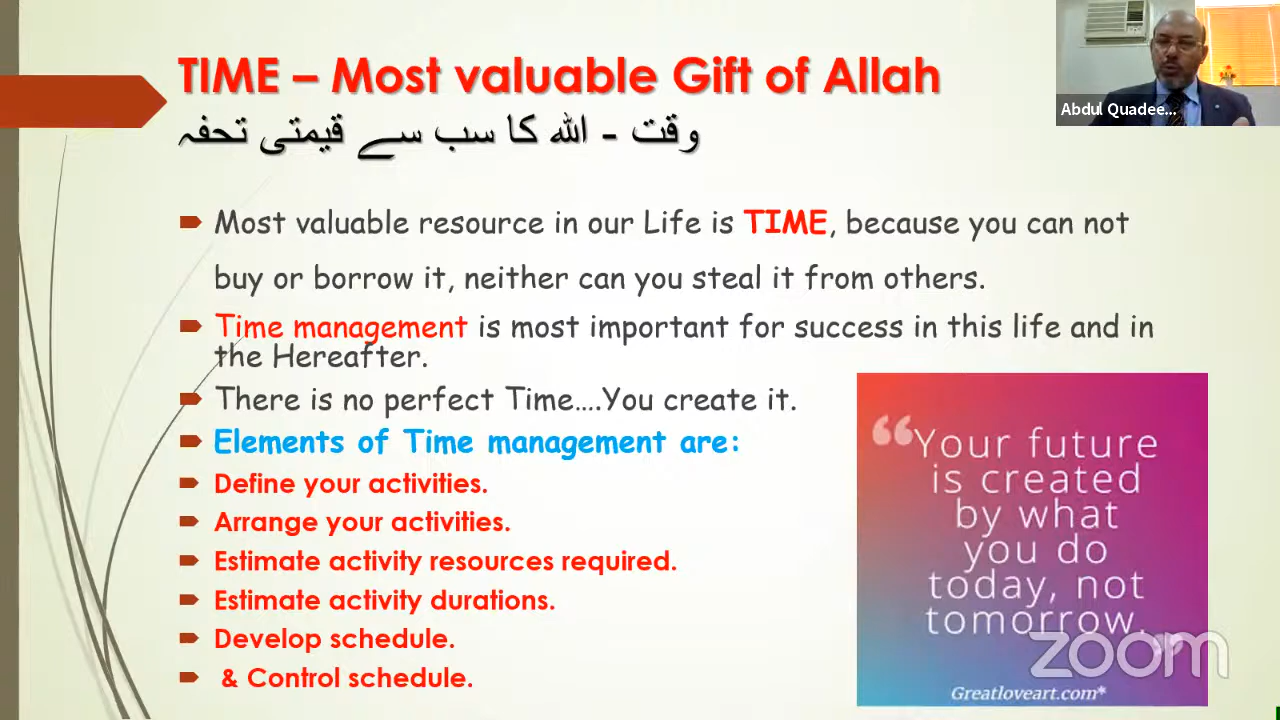 TIME – Most valuable Gift of Allah
وقت - الله کا سب سے قیمتی تحفہ
Abdul Quadee...
Most valuable resource in our Life is TIME, because you can not
buy or borrow it, neither can you steal it from others.
Time management is most important for success in this life and in
the Hereafter.
There is no perfect Time....You create it.
Elements of Time management are:
Define your activities.
Arrange your activities.
Estimate activity resources required.
Estimate activity durations.
Develop schedule.
& Control schedule.
“Your future
is created
by what
you do
today, not
tomorrow.”
zoom
Greatloveart.com*